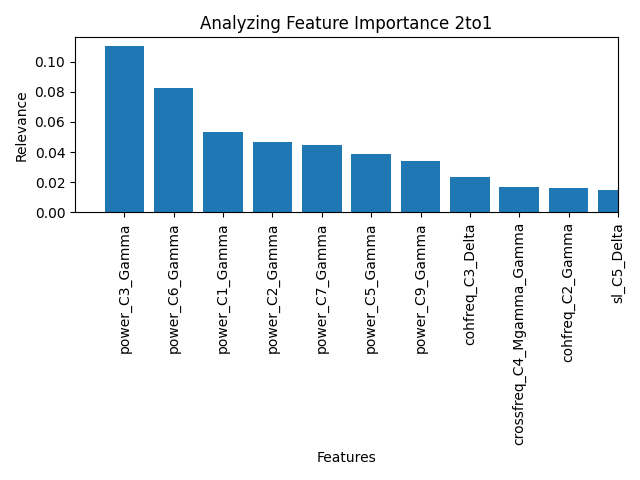 Analyzing Feature Importance 2to1
Relevance
0.10
0.08
0.06
0.04
0.02
0.00
power_C3_Gamma
power_C6_Gamma
power_C1_Gamma
power_C2_Gamma
power_C7_Gamma
power_C5_Gamma
power_C9_Gamma
cohfreq_C3_Delta
crossfreq_C4_Mgamma_Gamma
cohfreq_C2_Gamma
sl_C5_Delta
Features